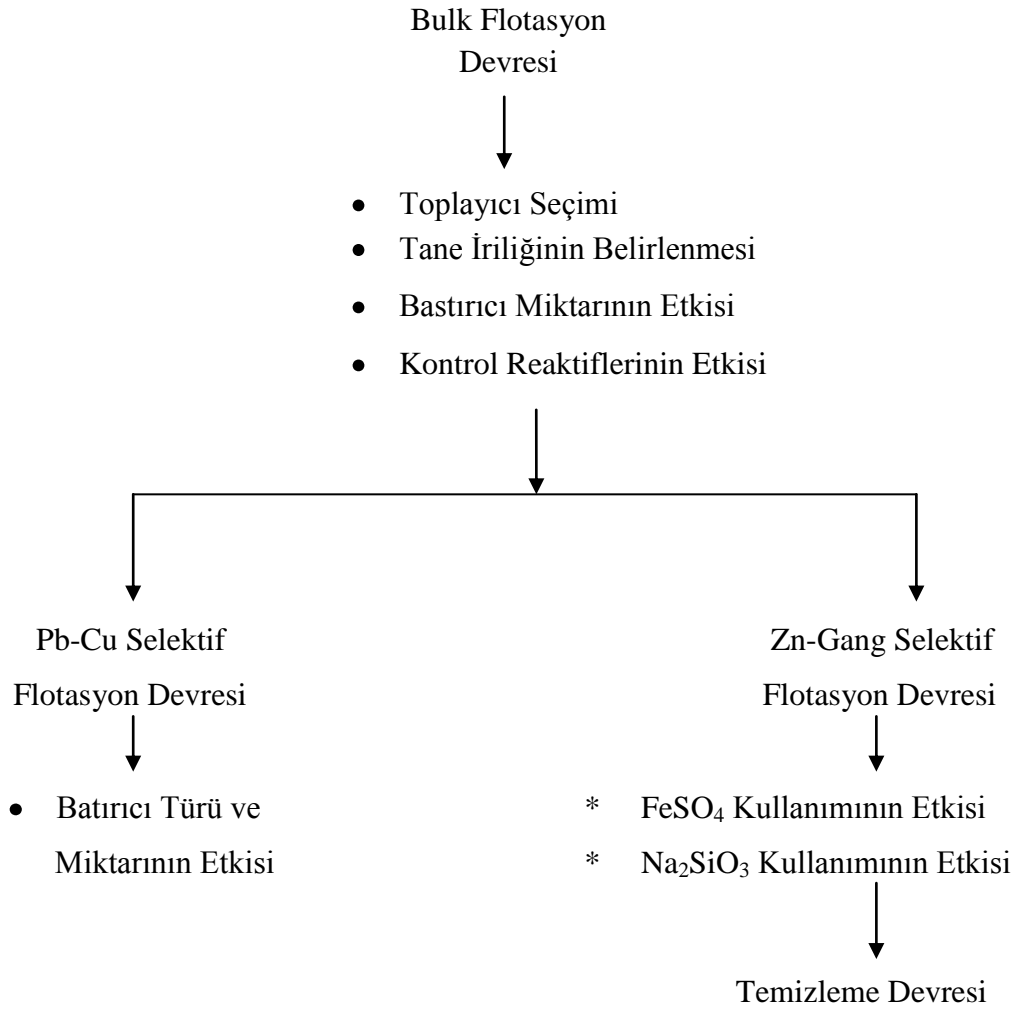 Bulk Flotasyon
Devresi
• Toplayıcı Seçimi
• Tane İriliğinin Belirlenmesi
• Bastırıcı Miktarının Etkisi
• Kontrol Reaktiflerinin Etkisi
Pb-Cu Selektif
Flotasyon Devresi
• Batırıcı Türü ve
Miktarının Etkisi
Zn-Gang Selektif
Flotasyon Devresi
* FeSO₄ Kullanımının Etkisi
* Na₂SiO₃ Kullanımının Etkisi
Temizleme Devresi